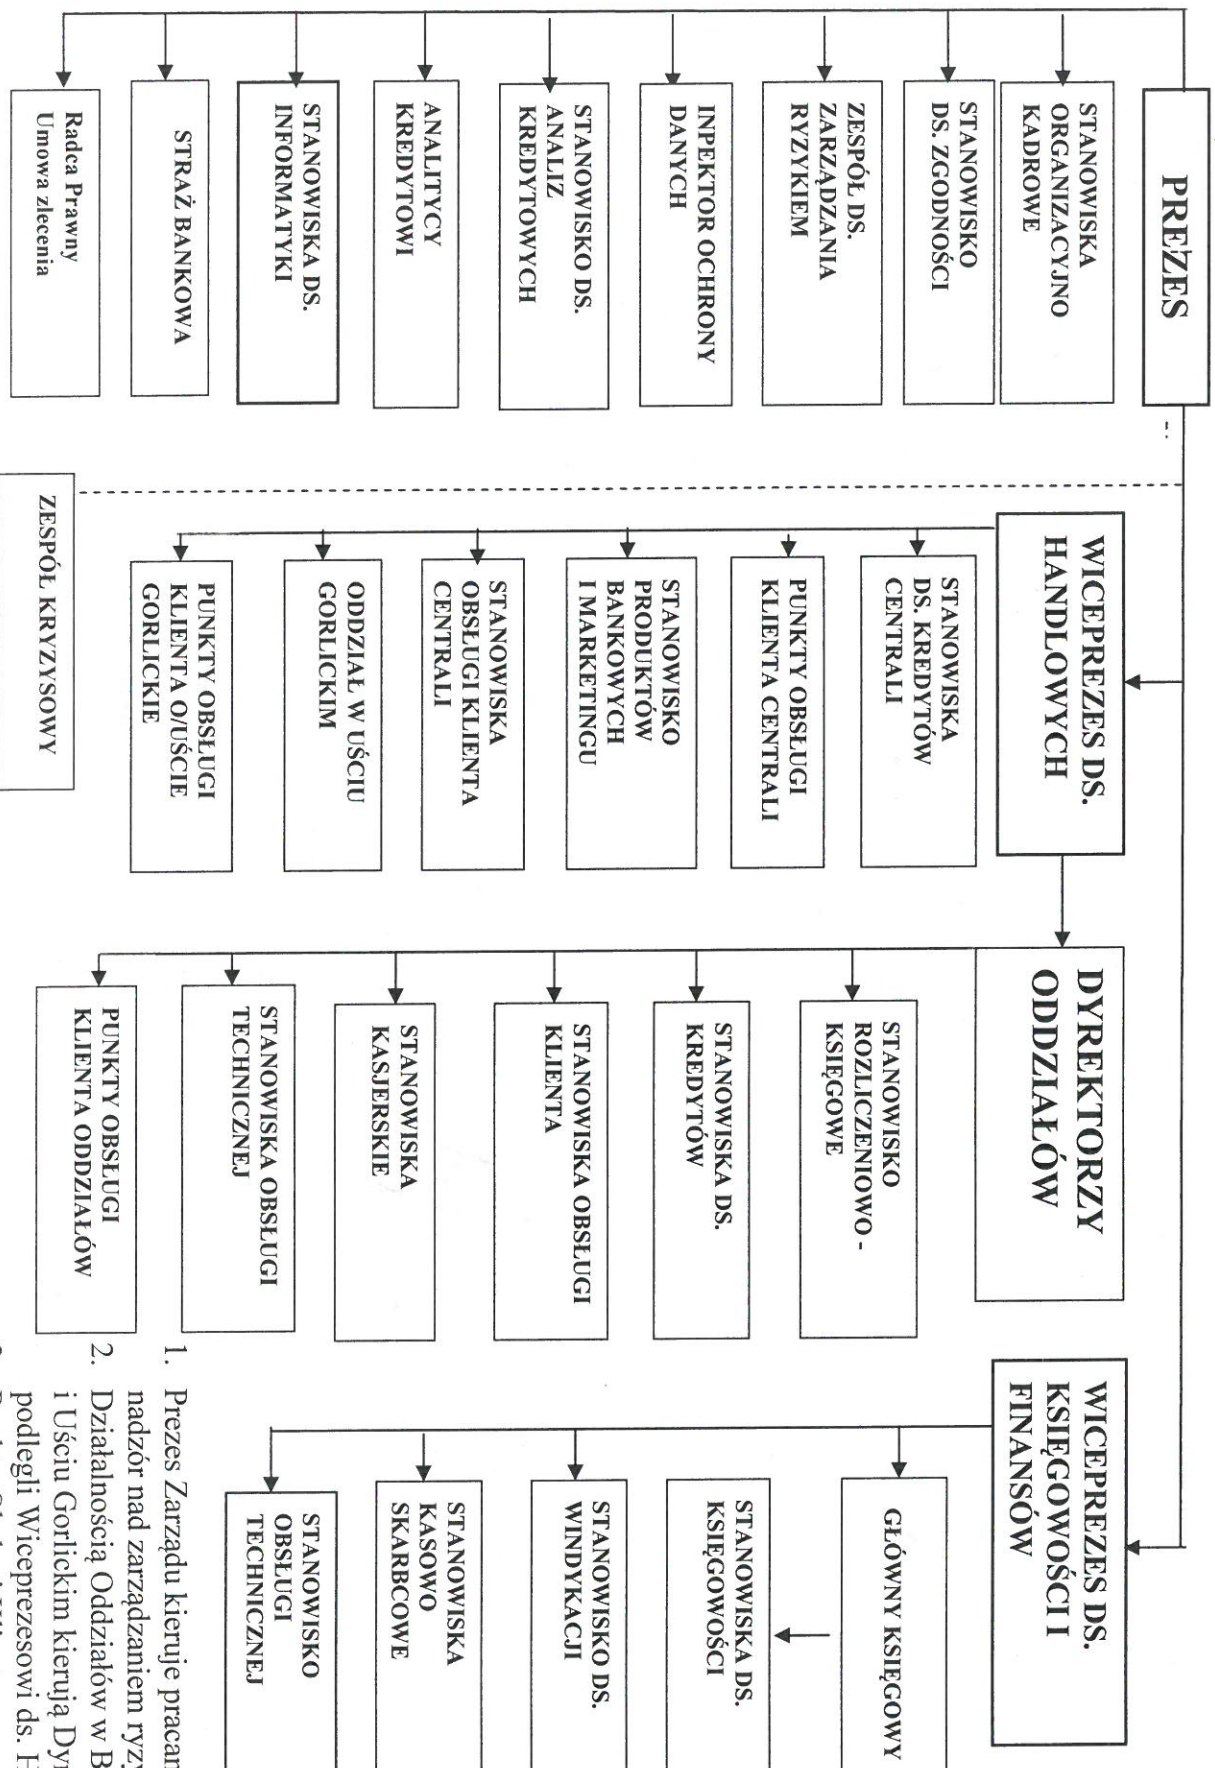 PREZES
STANOWISKA
ORGANIZACYJNO
KADROWE
STANOWISKO
DS. ZGODNOŚCI
ZESPÓŁ DS.
ZARZĄDZANIA
RYZYKIEM
INPEKTOR OCHRONY
DANYCH
STANOWISKO DS.
ANALIZ
KREDYTOWYCH
ANALITYCY
KREDYTOWI
STANOWISKA DS.
INFORMATYKI
STRAŻ BANKOWA
Radca Prawny
Umowa zlecenia
ZESPÓŁ KRYZYSOWY
WICEPREZES DS.
HANDLOWYCH
STANOWISKA
DS. KREDYTÓW
CENTRALI
PUNKTY OBSŁUGI
KLIENTA CENTRALI
STANOWISKO
PRODUKTÓW
BANKOWYCH
I MARKETINGU
STANOWISKA
OBSŁUGI KLIENTA
CENTRALI
ODDZIAŁ W UŚCIU
GORLICKIM
PUNKTY OBSŁUGI
KLIENTA O/UŚCIE
GORLICKIE
DYREKTORZY
ODDZIAŁÓW
STANOWISKO
ROZLICZENIOWO -
KSIĘGOWE
STANOWISKA DS.
KREDYTÓW
STANOWISKA OBSŁUGI
KLIENTA
STANOWISKA
KASJERSKIE
STANOWISKA OBSŁUGI
TECHNICZNEJ
PUNKTY OBSŁUGI
KLIENTA ODDZIAŁÓW
WICEPREZES DS.
KSIĘGOWOŚCI I
FINANSÓW
GŁÓWNY KSIĘGOWY
STANOWISKA DS.
KSIĘGOWOŚCI
STANOWISKO DS.
WINDYKACJI
STANOWISKA
KASOWO
SKARBCOWE
STANOWISKO
OBSŁUGI
TECHNICZNEJ
1. Prezes Zarządu kieruje
nadzór nad zarządzaniem
2. Działalnością Oddziałów w
i Uściu Gorlickim kierują
podlegli Wiceprezesowi ds.